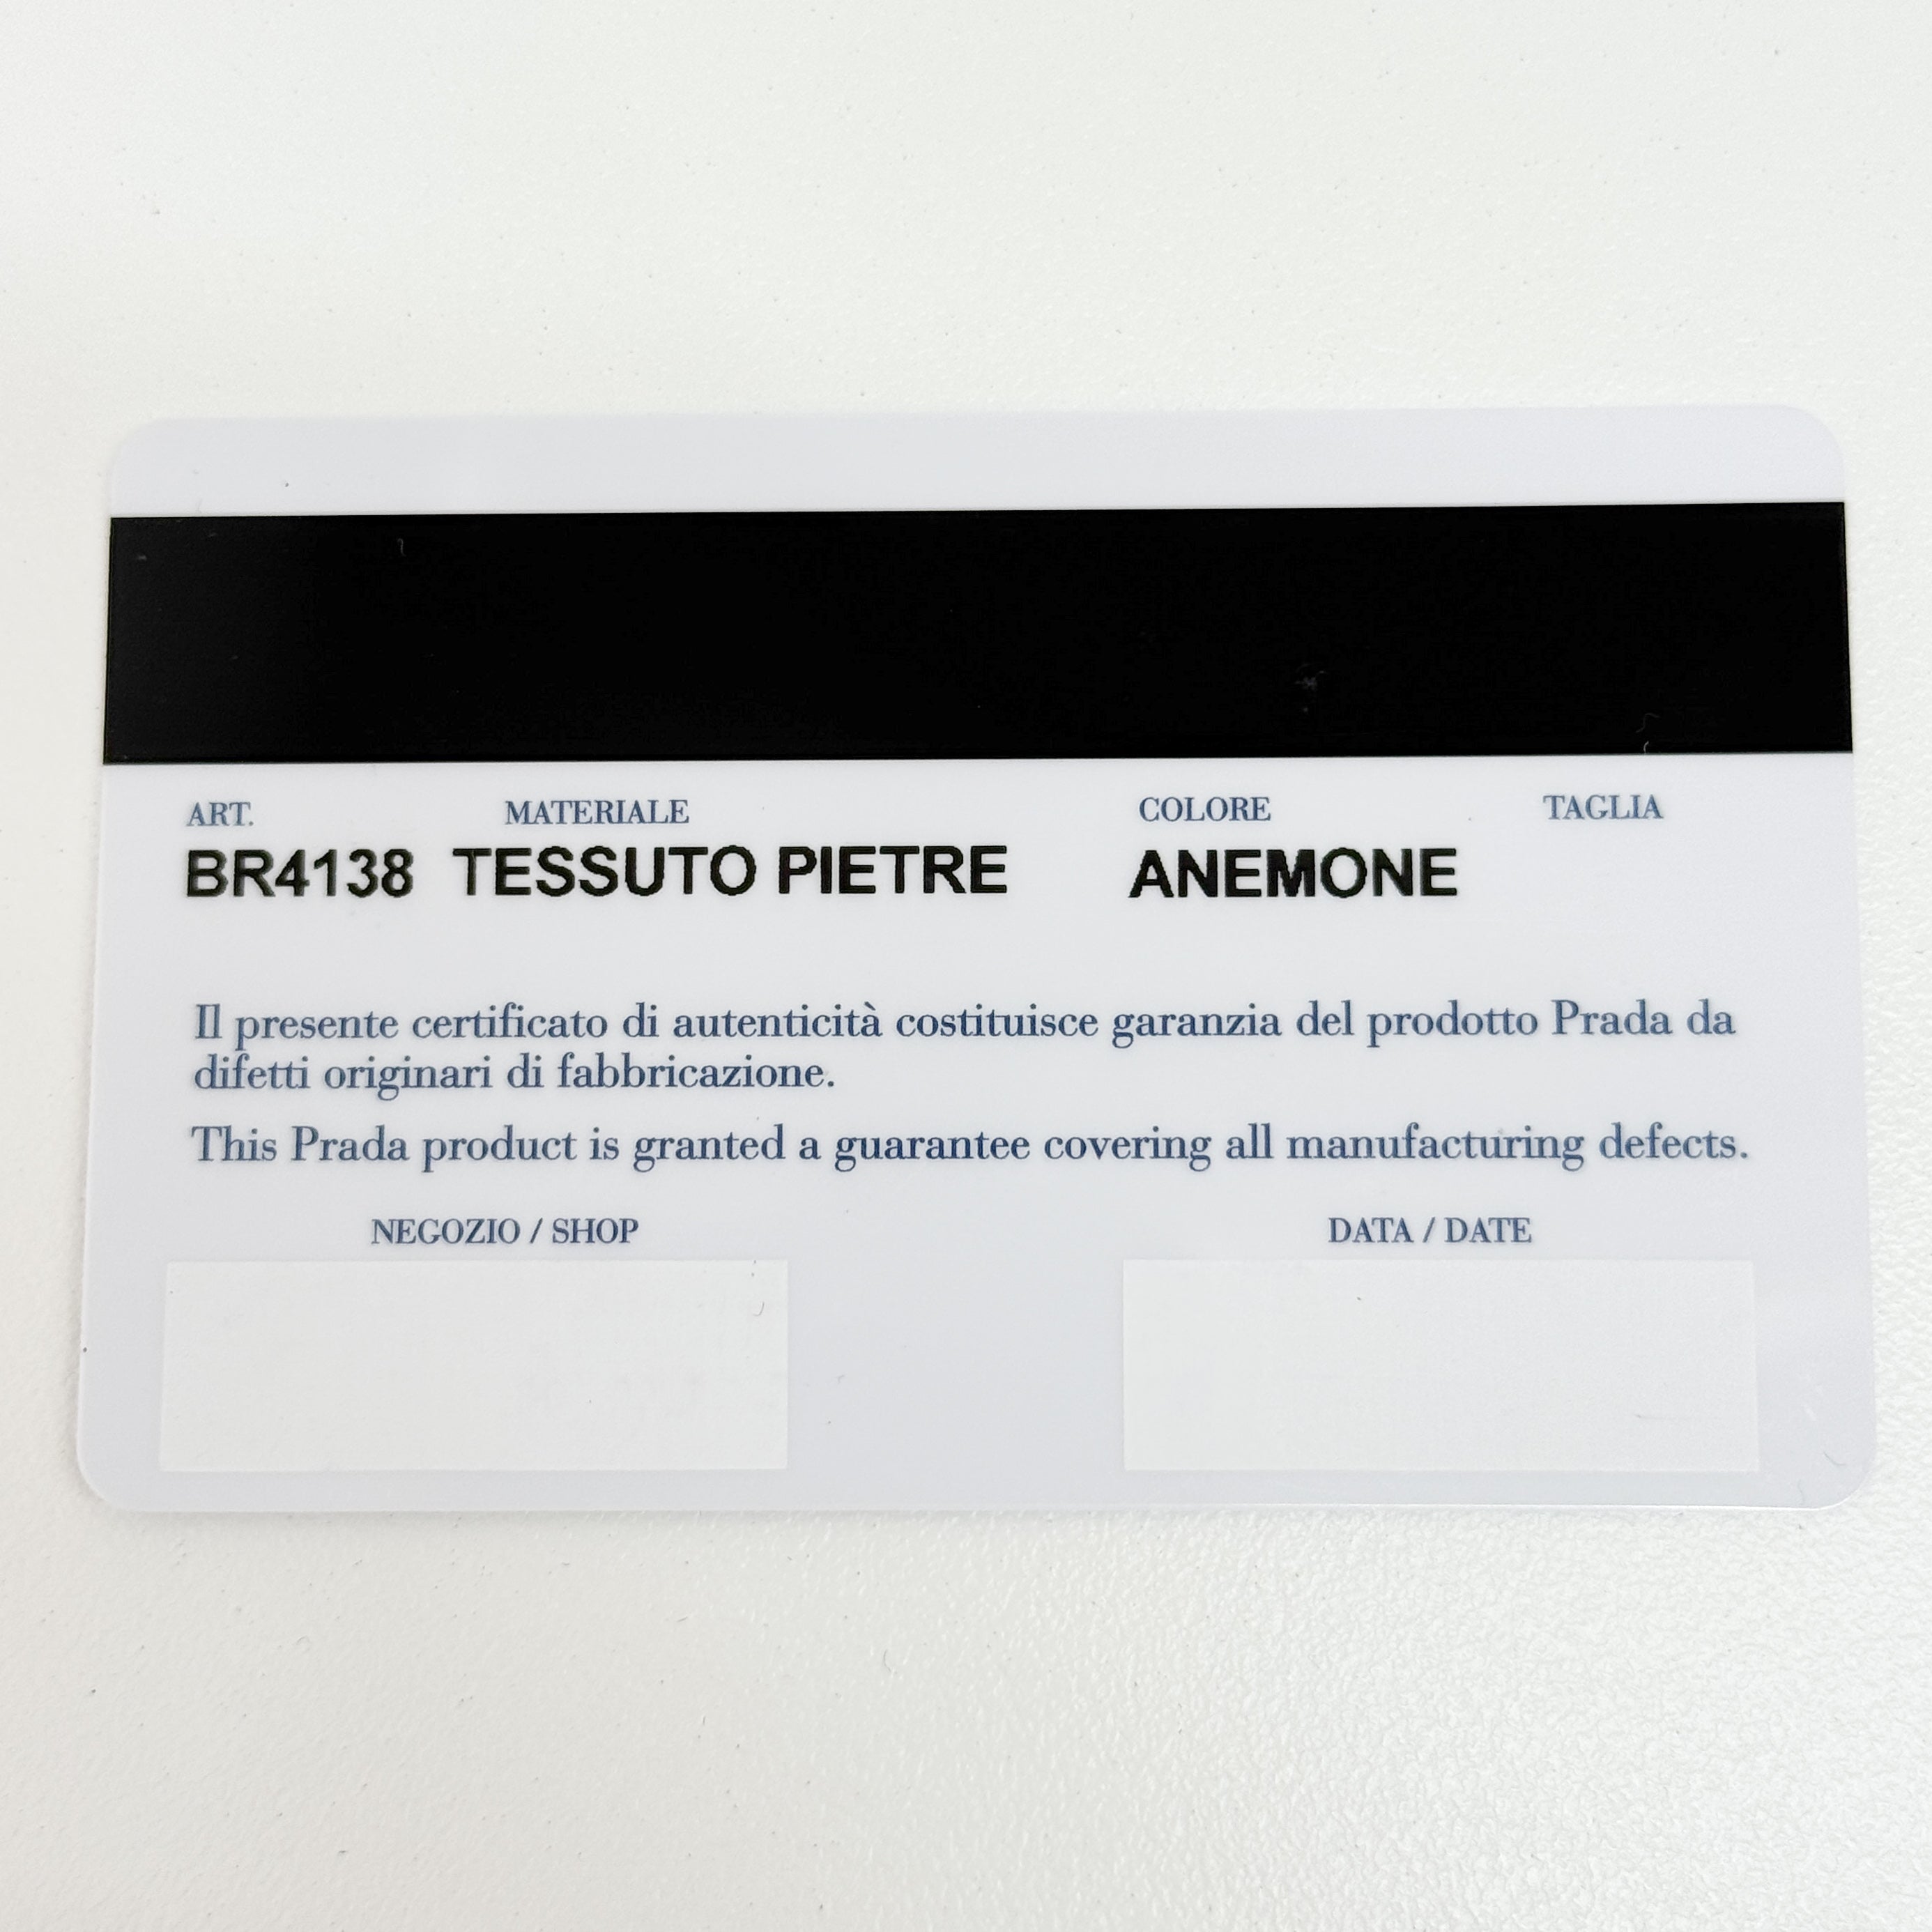 ART. MATERIALE COLORE TAGLIA
BR4138 TESSUTO PIETRE ANEMONE
Il presente certificato di autenticità costituisce garanzia del prodotto Prada da
difetti originari di fabbricazione.
This Prada product is granted a guarantee covering all manufacturing defects.
NEGOZIO / SHOP DATA / DATE